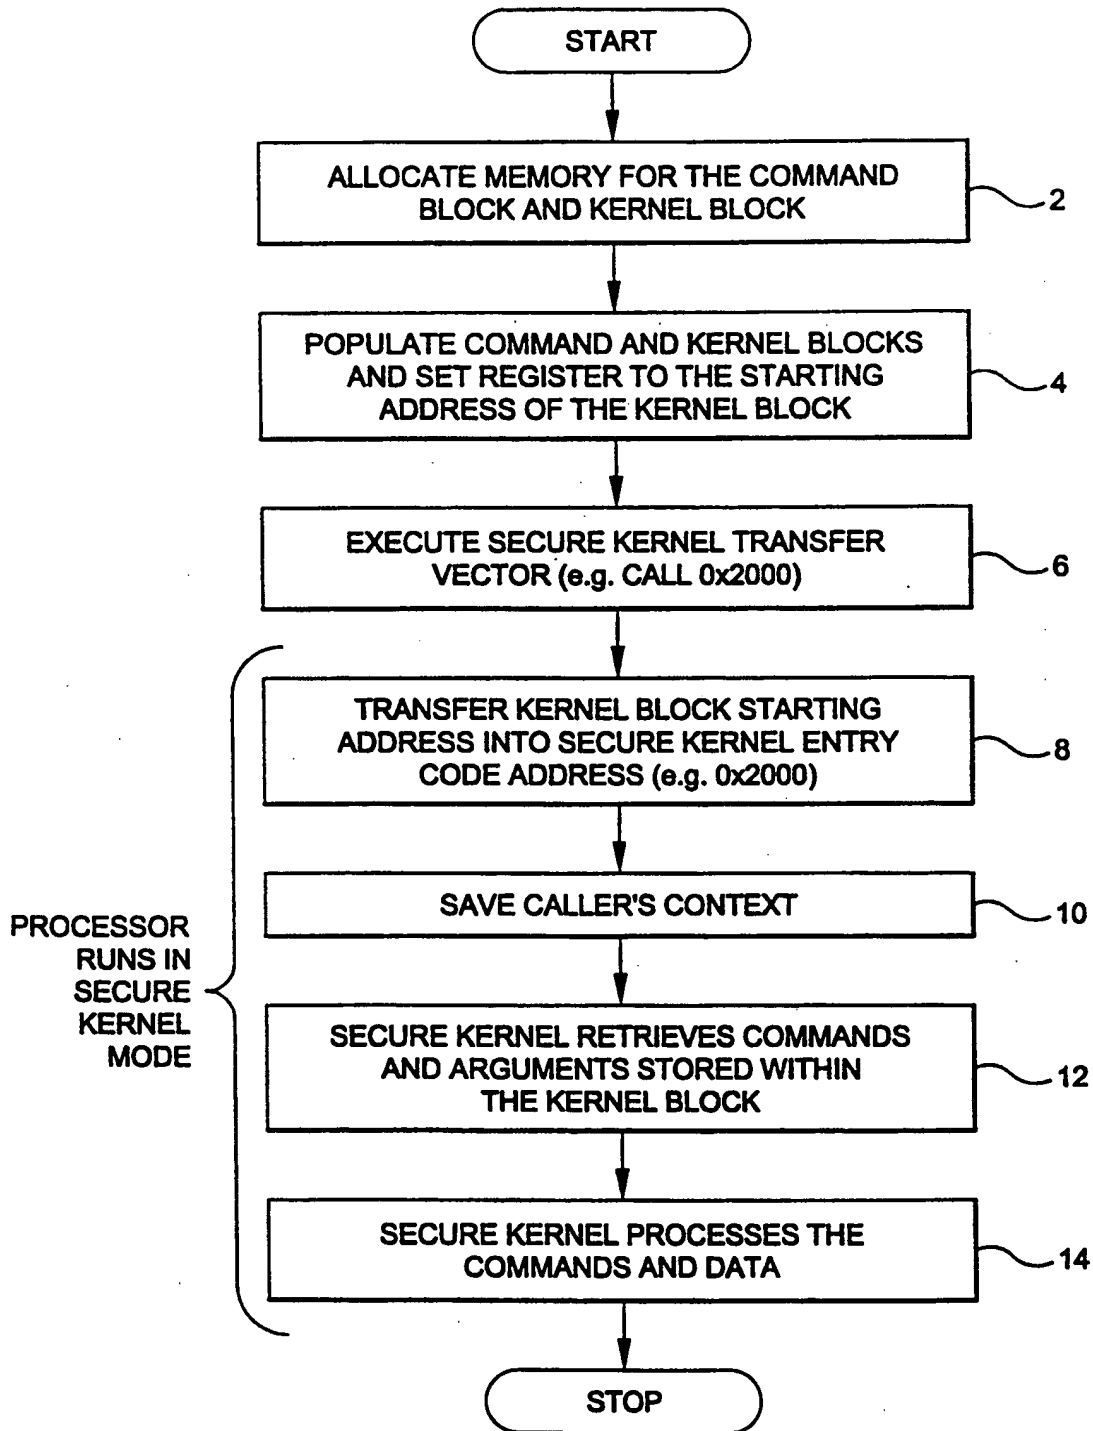 START
ALLOCATE MEMORY FOR THE COMMAND
BLOCK AND KERNEL BLOCK
2
POPULATE COMMAND AND KERNEL BLOCKS
AND SET REGISTER TO THE STARTING
ADDRESS OF THE KERNEL BLOCK
4
EXECUTE SECURE KERNEL TRANSFER
VECTOR (e.g. CALL 0x2000)
6
TRANSFER KERNEL BLOCK STARTING
ADDRESS INTO SECURE KERNEL ENTRY
CODE ADDRESS (e.g. 0x2000)
8
SAVE CALLER'S CONTEXT
10
PROCESSOR
RUNS IN
SECURE
KERNEL
MODE
SECURE KERNEL RETRIEVES COMMANDS
AND ARGUMENTS STORED WITHIN
THE KERNEL BLOCK
12
SECURE KERNEL PROCESSES THE
COMMANDS AND DATA
14
STOP